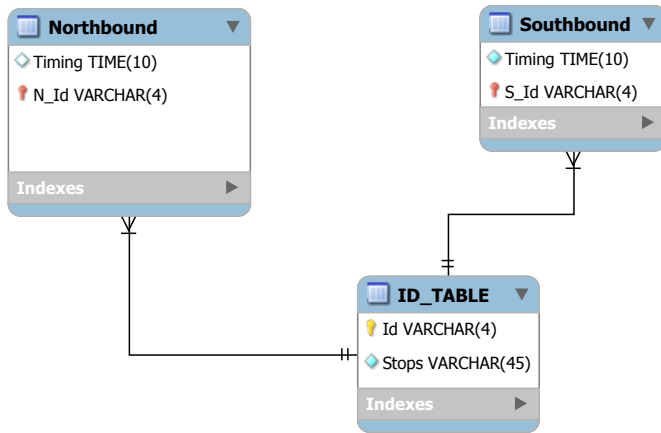 Northbound
Timing TIME(10)
N_Id VARCHAR(4)
Indexes
Southbound
Timing TIME(10)
S_Id VARCHAR(4)
Indexes
ID_TABLE
Id VARCHAR(4)
Stops VARCHAR(45)
Indexes